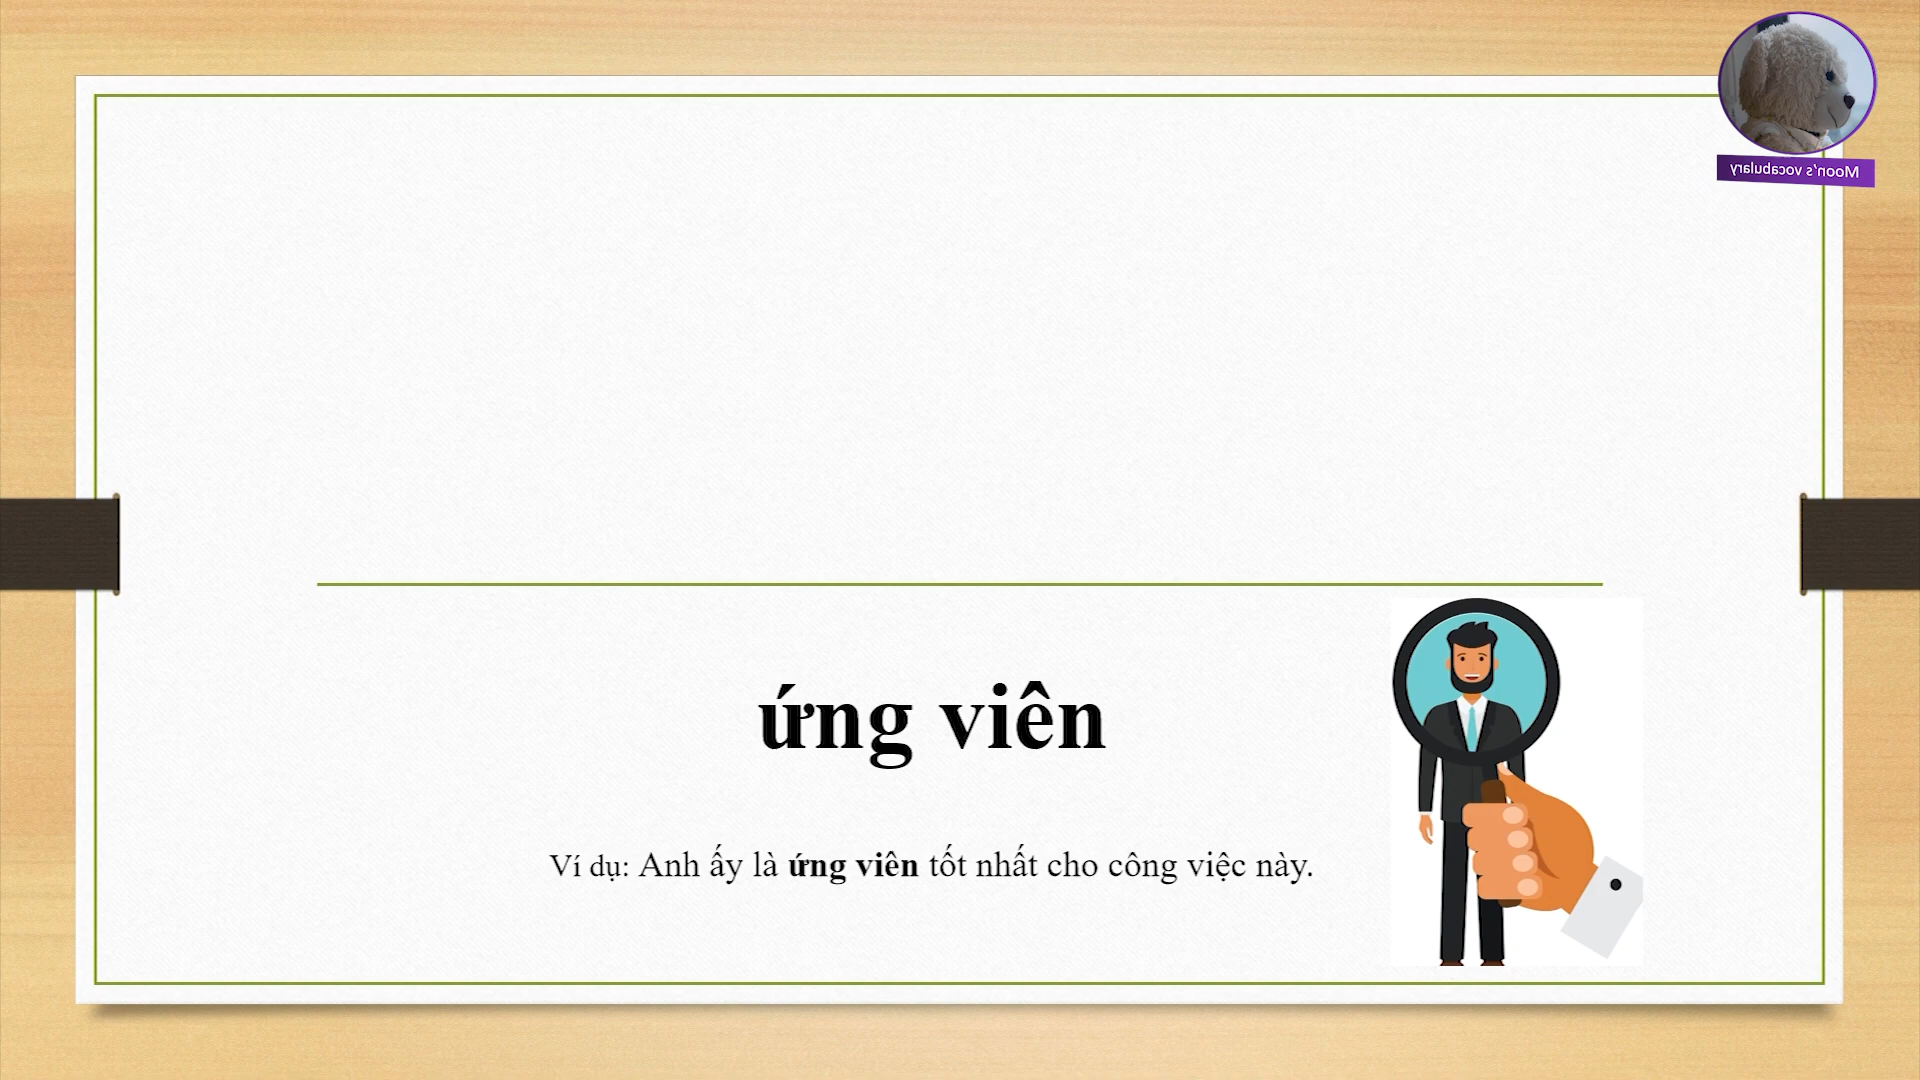 Moon's vocabulary
ứng viên
Ví dụ: Anh ấy là ứng viên tốt nhất cho công việc này.